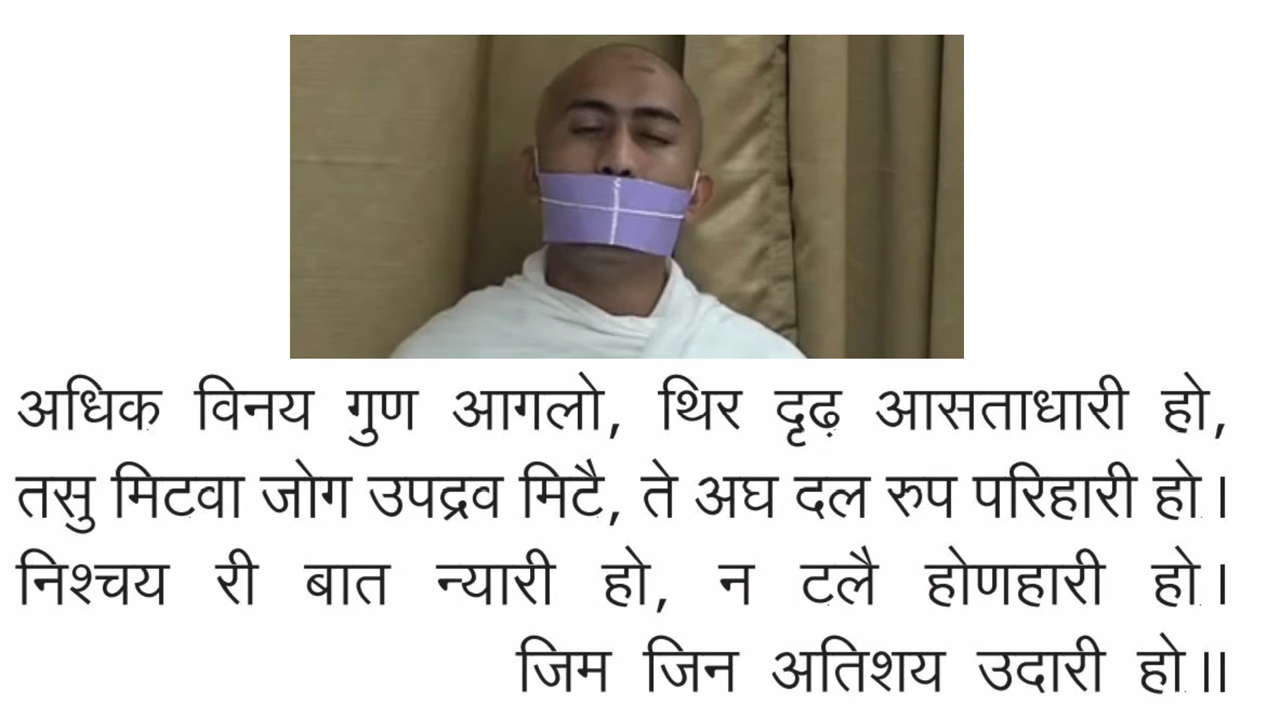 अधिक विनय गुण आगलो, थिर दृढ़ आसताधारी हो,
तसु मिटवा जोग उपद्रव मिटै, ते अघ दल रुप परिहारी हो।
निश्चय री बात न्यारी हो, न टलै होणहारी हो।
जिम जिन अतिशय उदारी हो॥